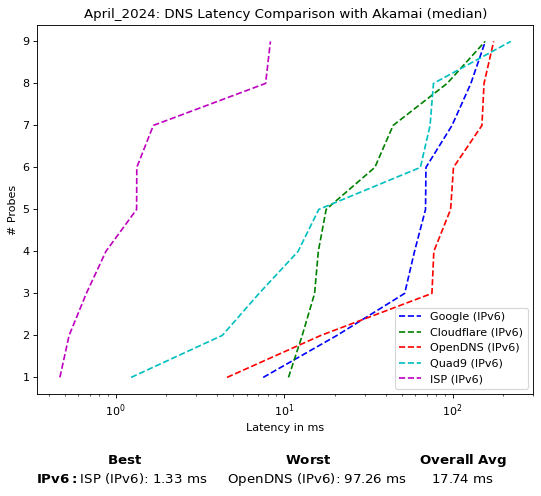 April_2024: DNS Latency Comparison with Akamai (median)
9
8
7
6
5
4
3
2
1
# Probes
Google (IPv6)
Cloudflare (IPv6)
OpenDNS (IPv6)
Quad9 (IPv6)
ISP (IPv6)
10⁰ 10¹ 10²
Latency in ms
Best Worst Overall Avg
IPv6: ISP (IPv6): 1.33 ms OpenDNS (IPv6): 97.26 ms 17.74 ms